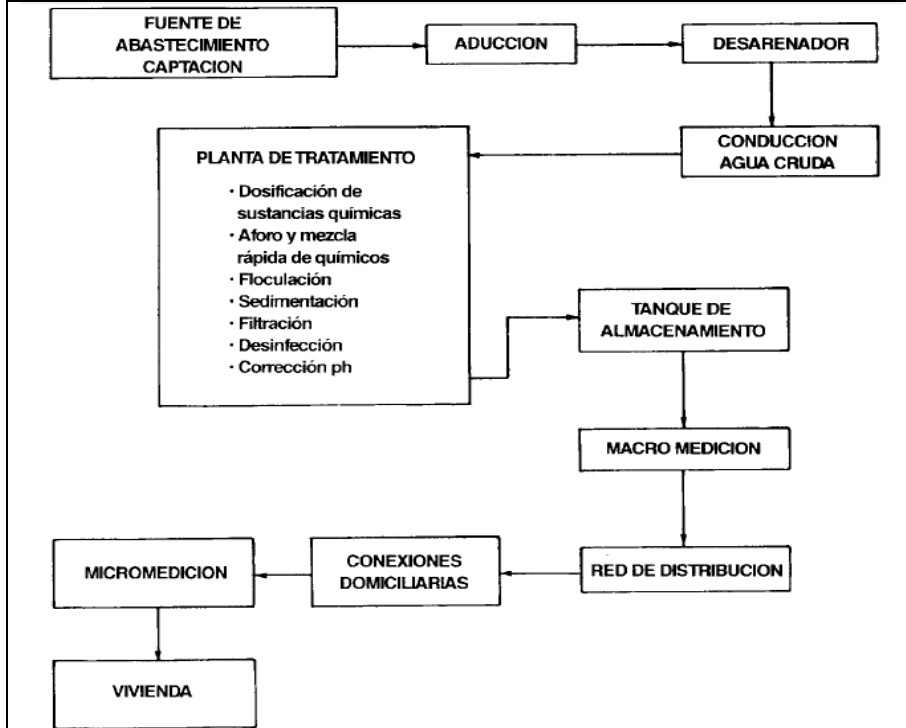 FUENTE DE
ABASTECIMIENTO
CAPTACION
ADUCCION
DESARENADOR
CONDUCCION
AGUA CRUDA
PLANTA DE TRATAMIENTO
· Dosificación de
sustancias químicas
· Aforo y mezcla
rápida de químicos
· Floculación
· Sedimentación
· Filtración
· Desinfección
· Corrección ph
TANQUE DE
ALMACENAMIENTO
MACRO MEDICION
RED DE DISTRIBUCION
CONEXIONES
DOMICILIARIAS
MICROMEDICION
VIVIENDA